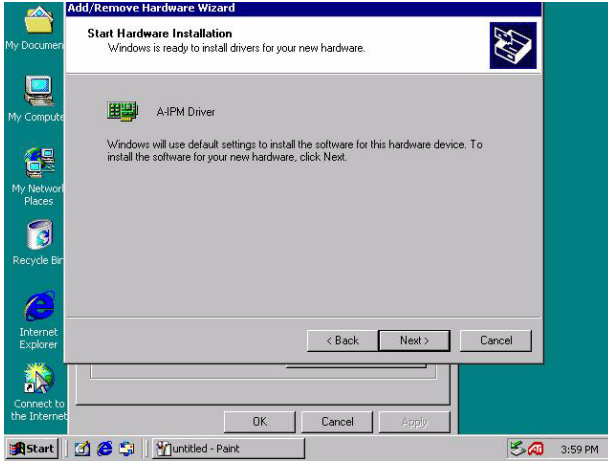 Add/Remove Hardware Wizard
Start Hardware Installation
Windows is ready to install drivers for your new hardware.
A-IPM Driver
Windows will use default settings to install the software for this hardware device. To
install the software for your new hardware, click Next.
< Back
Next >
Cancel
OK
Cancel
Apply
My Documen
My Compute
My Networl
Places
Recycle Bin
Internet
Explorer
Connect to
the Internet
Start
untitled - Paint
3:59 PM